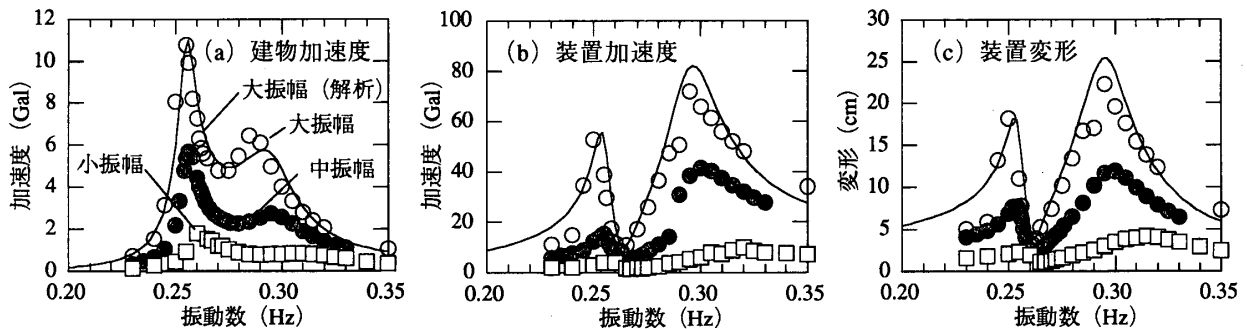 12
10
8
6
4
2
0
加速度 (Gal)
0.20
0.25
0.30
0.35
振動数 (Hz)
(a) 建物加速度
大振幅 (解析)
大振幅
小振幅
中振幅
100
80
60
40
20
0
加速度 (Gal)
0.20
0.25
0.30
0.35
振動数 (Hz)
(b) 装置加速度
30
25
20
15
10
5
0
変形 (cm)
0.20
0.25
0.30
0.35
振動数 (Hz)
(c) 装置変形